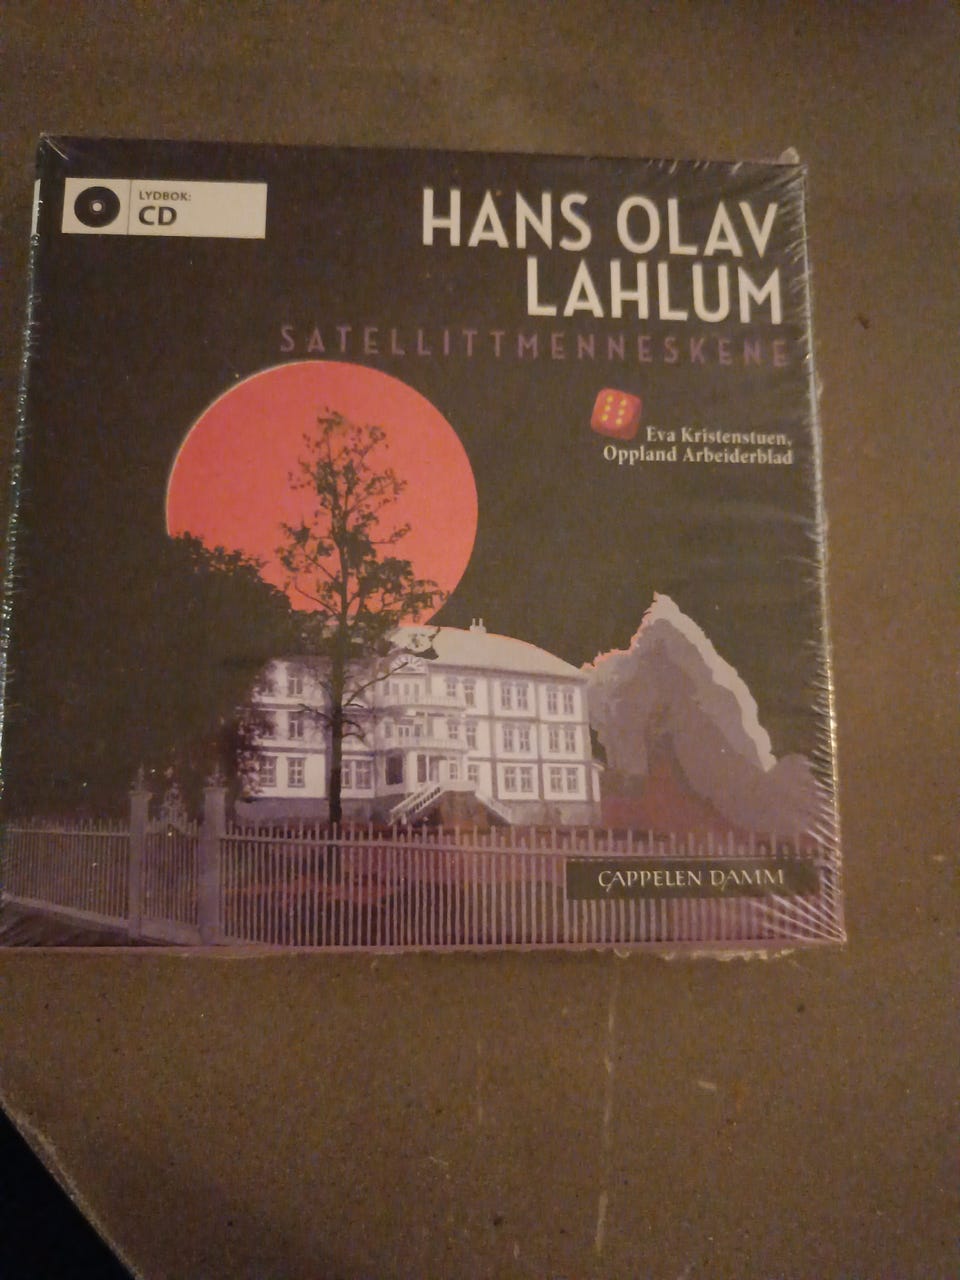 LYDBOK:
CD
HANS OLAV
LAHLUM
SATELLITTMENNESKENE
Eva Kristenstuen,
Oppland Arbeiderblad
CAPPELEN DAMM